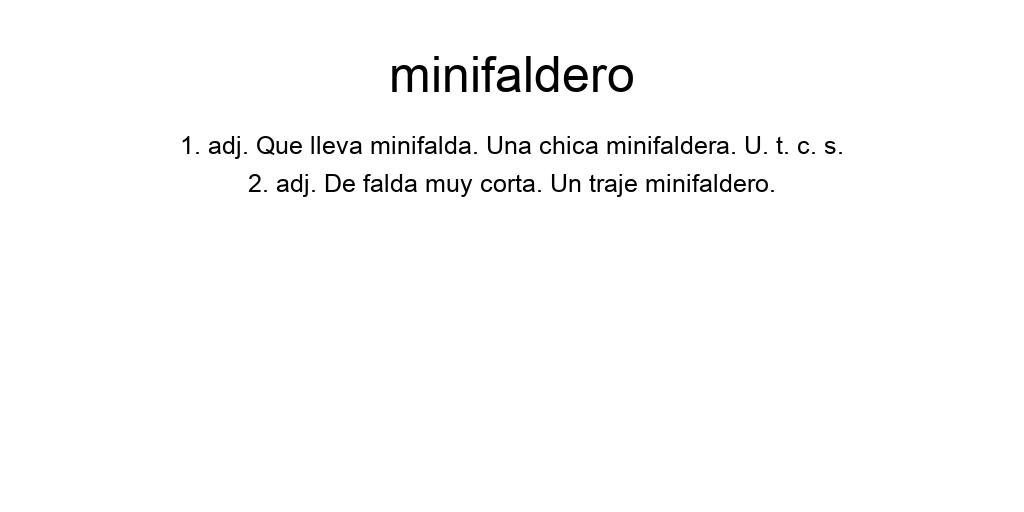 minifaldero
1. adj. Que lleva minifalda. Una chica minifaldera. U. t. c. s.
2. adj. De falda muy corta. Un traje minifaldero.